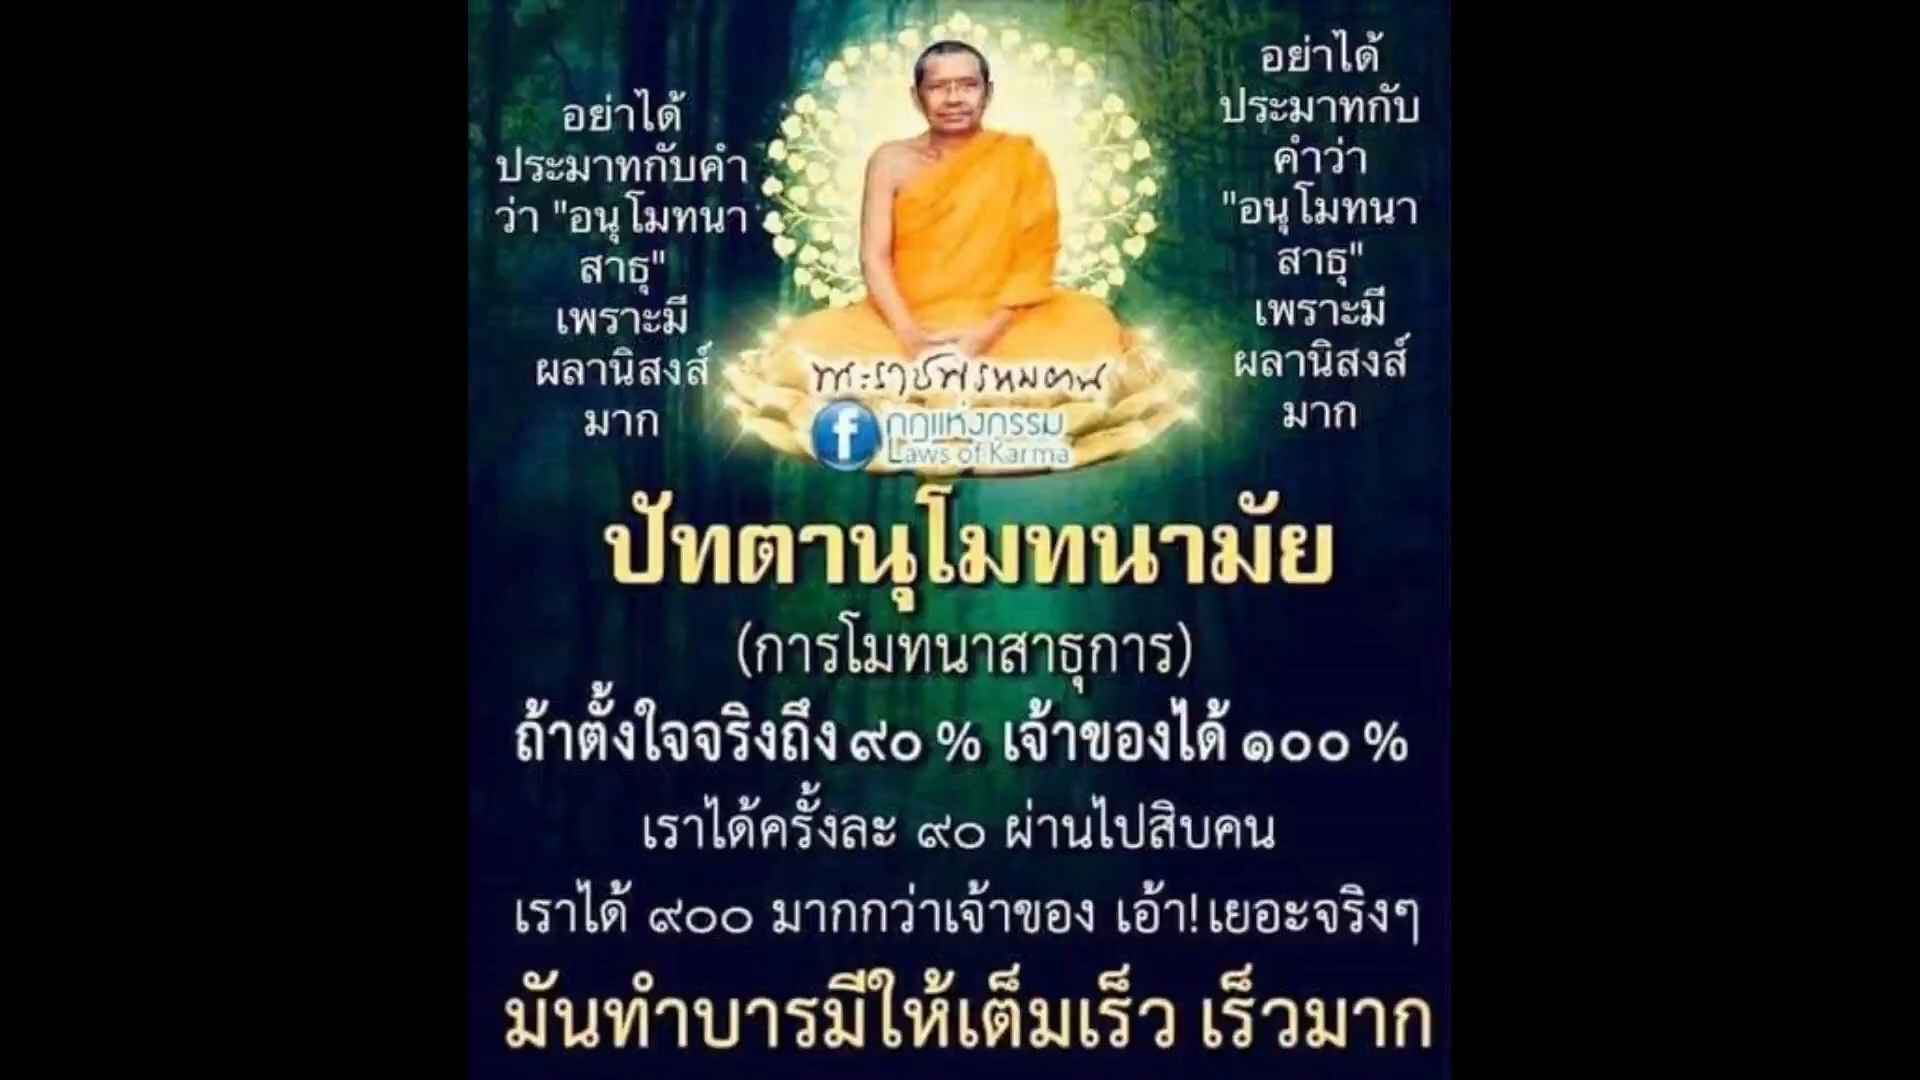 อย่าได้
ประมาทกับคำ
ว่า "อนุโมทนา
สาธุ"
เพราะมี
ผลานิสงส์
มาก
อย่าได้
ประมาทกับ
คำว่า
"อนุโมทนา
สาธุ"
เพราะมี
ผลานิสงส์
มาก
พระราชพรหมยาน
กฎแห่งกรรม
Laws of Karma
ปัทตานุโมทนามัย
(การโมทนาสาธุการ)
ถ้าตั้งใจจริงถึง ๙๐ % เจ้าของได้ ๑๐๐ %
เราได้ครั้งละ ๙๐ ผ่านไปสิบคน
เราได้ ๙๐๐ มากกว่าเจ้าของ เอ้า!เยอะจริงๆ
มันทำบารมีให้เต็มเร็ว เร็วมาก